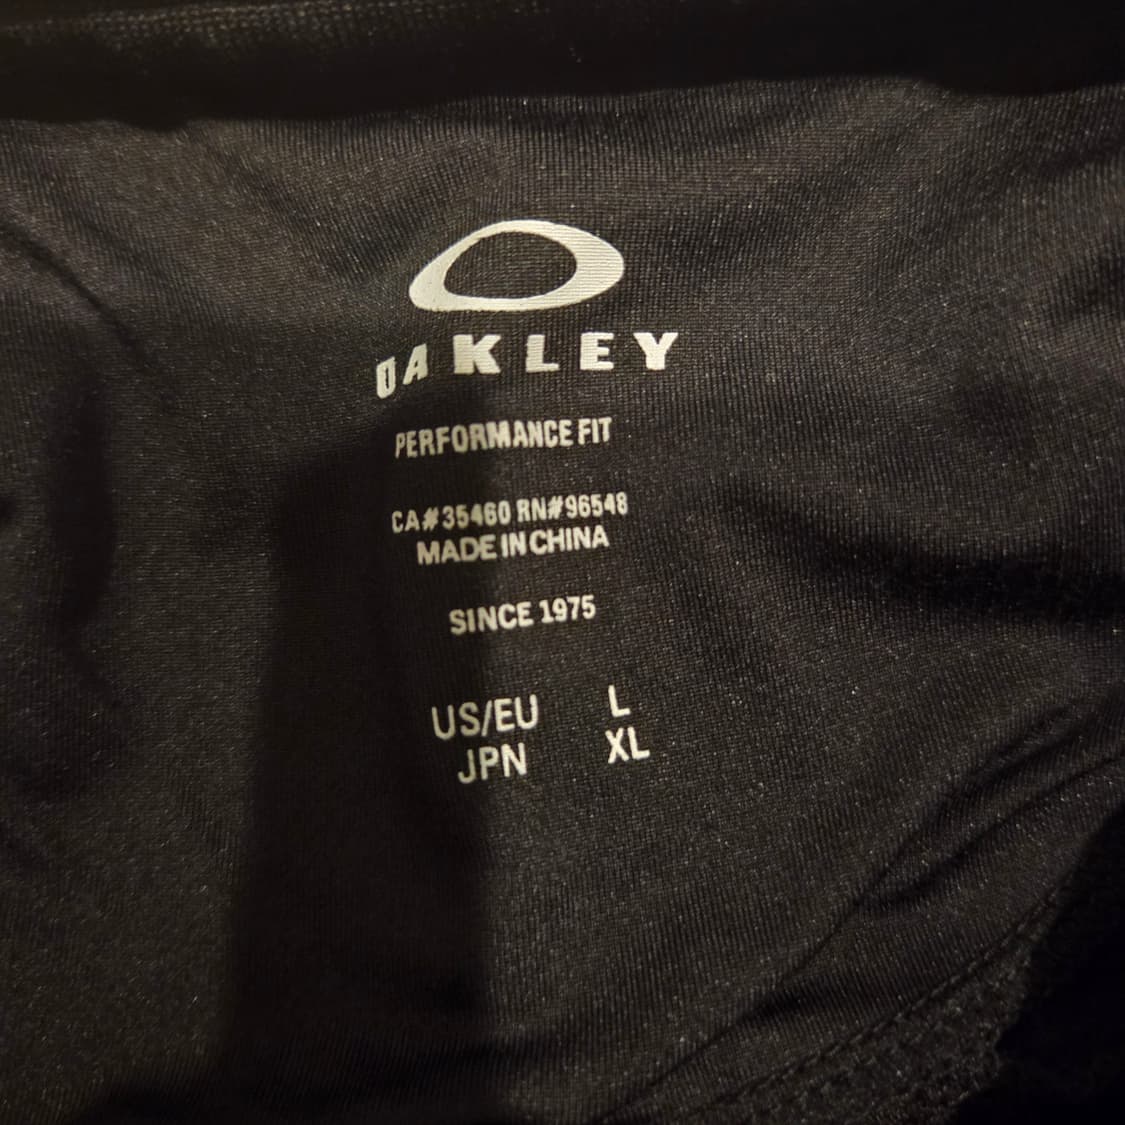 OAKLEY
PERFORMANCE FIT
CA#35460 RN#96548
MADE IN CHINA
SINCE 1975
US/EU L
JPN XL